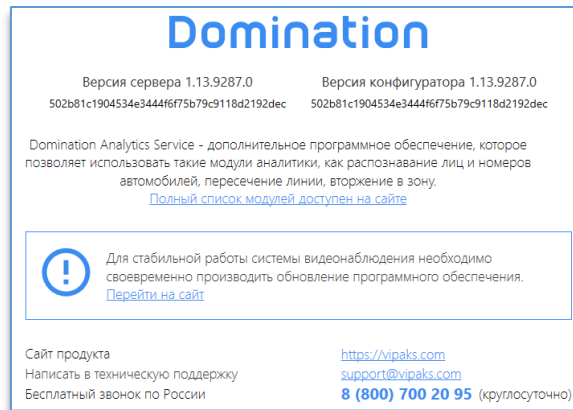 Domination
Версия сервера 1.13.9287.0 Версия конфигуратора 1.13.9287.0
502b81c1904534e3444f6f75b79c9118d2192dec 502b81c1904534e3444f6f75b79c9118d2192dec
Domination Analytics Service - дополнительное программное обеспечение, которое
позволяет использовать такие модули аналитики, как распознавание лиц и номеров
автомобилей, пересечение линии, вторжение в зону.
Полный список модулей доступен на сайте
Для стабильной работы системы видеонаблюдения необходимо
своевременно производить обновление программного обеспечения.
Перейти на сайт
Сайт продукта https://vipaks.com
Написать в техническую поддержку support@vipaks.com
Бесплатный звонок по России 8 (800) 700 20 95 (круглосуточно)